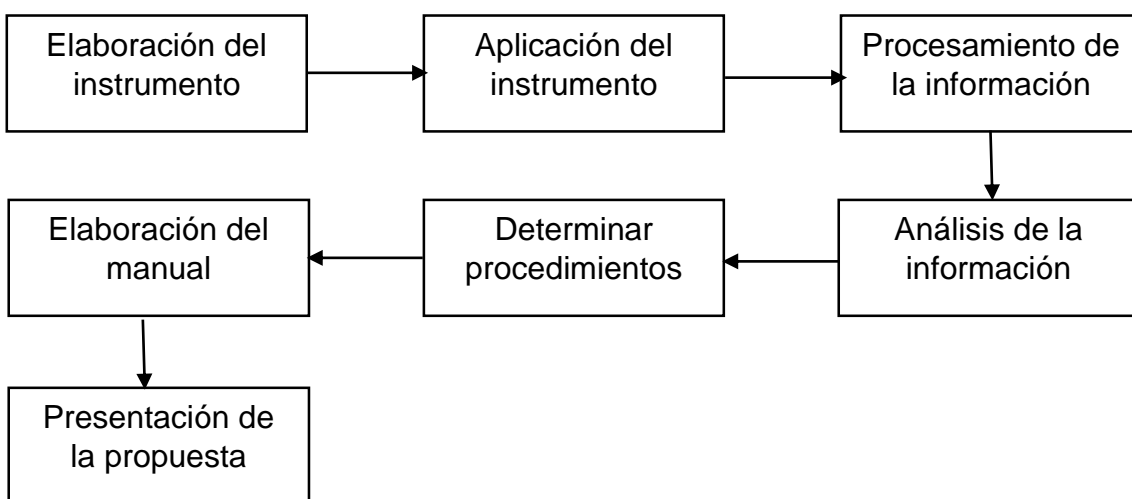 Elaboración del
instrumento
Aplicación del
instrumento
Procesamiento de
la información
Análisis de la
información
Determinar
procedimientos
Elaboración del
manual
Presentación de
la propuesta